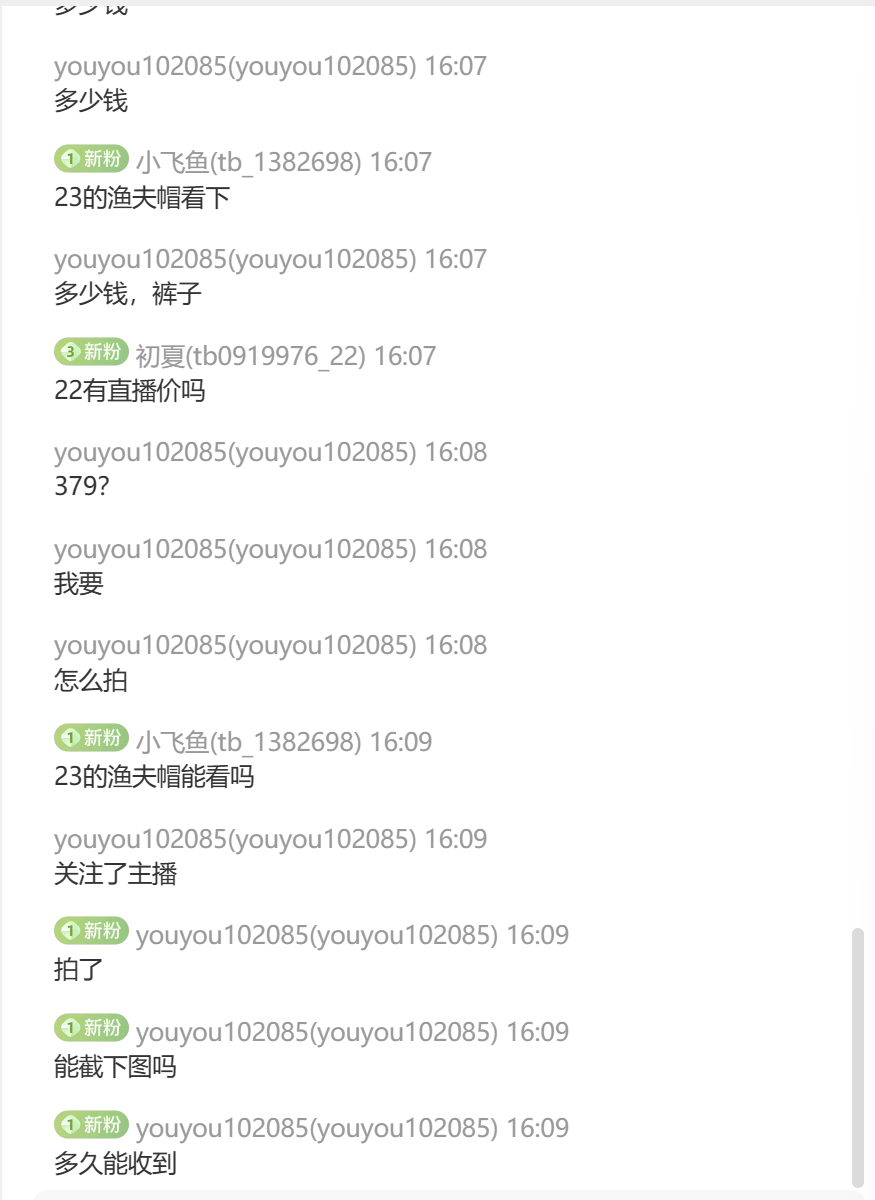 多少钱
youyou102085(youyou102085) 16:07
多少钱
1 新粉 小飞鱼(tb_1382698) 16:07
23的渔夫帽看下
youyou102085(youyou102085) 16:07
多少钱，裤子
3 新粉 初夏(tb0919976_22) 16:07
22有直播价吗
youyou102085(youyou102085) 16:08
379?
youyou102085(youyou102085) 16:08
我要
youyou102085(youyou102085) 16:08
怎么拍
1 新粉 小飞鱼(tb_1382698) 16:09
23的渔夫帽能看吗
youyou102085(youyou102085) 16:09
关注了主播
1 新粉 youyou102085(youyou102085) 16:09
拍了
1 新粉 youyou102085(youyou102085) 16:09
能截下图吗
1 新粉 youyou102085(youyou102085) 16:09
多久能收到